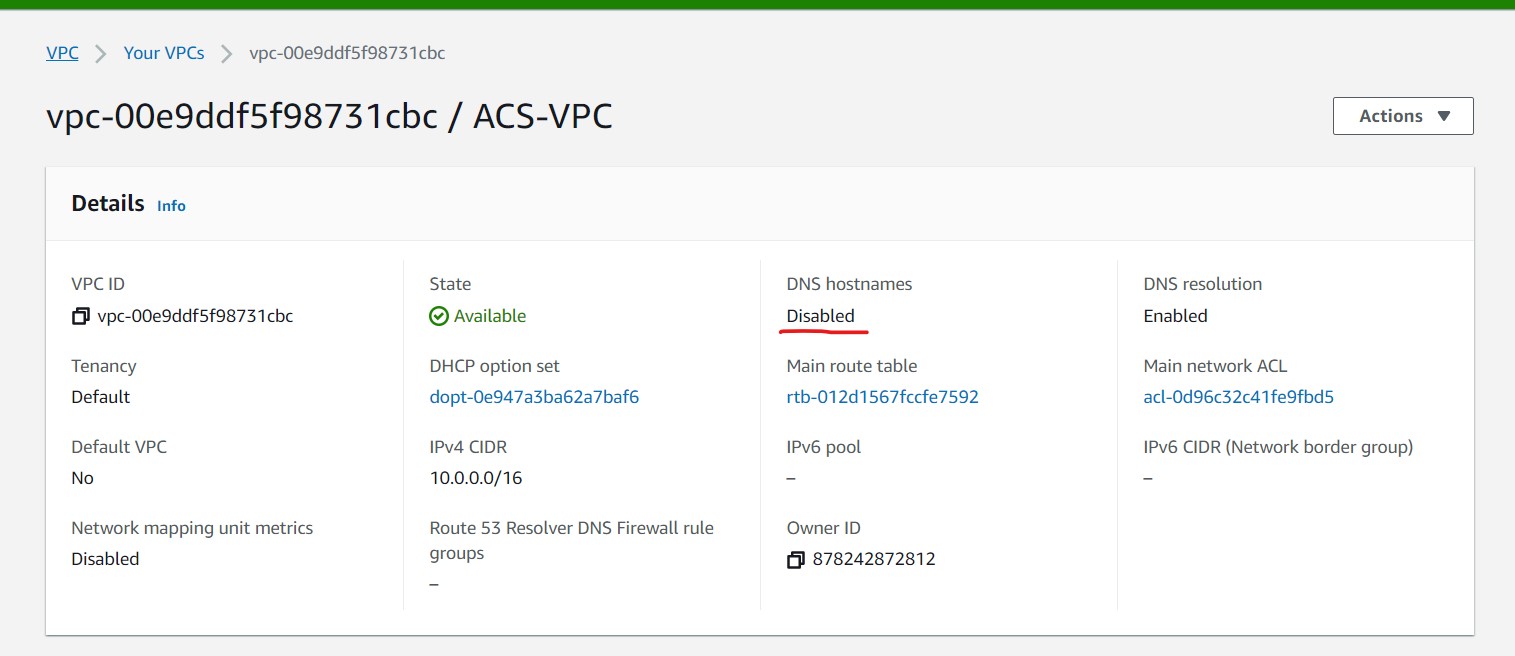 VPC > Your VPCs > vpc-00e9ddf5f98731cbc
vpc-00e9ddf5f98731cbc / ACS-VPC
Actions
Details Info
VPC ID
vpc-00e9ddf5f98731cbc
State
Available
DNS hostnames
Disabled
DNS resolution
Enabled
Tenancy
Default
DHCP option set
dopt-0e947a3ba62a7baf6
Main route table
rtb-012d1567fccfe7592
Main network ACL
acl-0d96c32c41fe9fbd5
Default VPC
No
IPv4 CIDR
10.0.0.0/16
IPv6 pool
–
IPv6 CIDR (Network border group)
–
Network mapping unit metrics
Disabled
Route 53 Resolver DNS Firewall rule
groups
–
Owner ID
878242872812